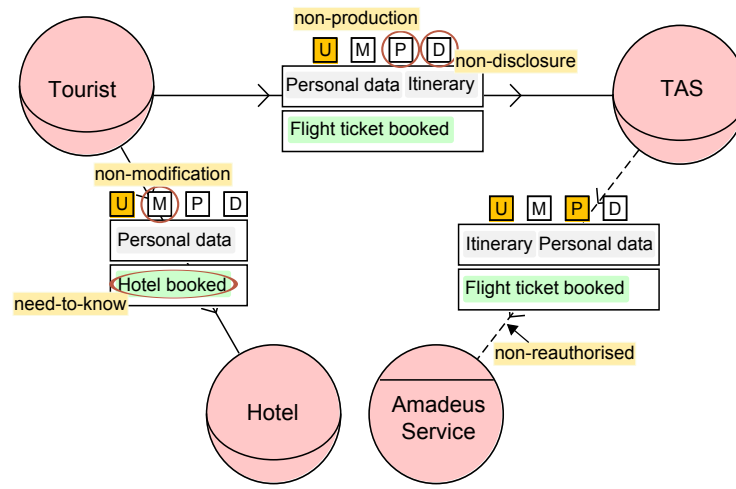 non-production
U M P D
non-disclosure
Tourist
Personal data Itinerary
TAS
Flight ticket booked
non-modification
U M P D
U M P D
Personal data
Itinerary Personal data
Hotel booked
Flight ticket booked
need-to-know
non-reauthorised
Hotel
Amadeus
Service